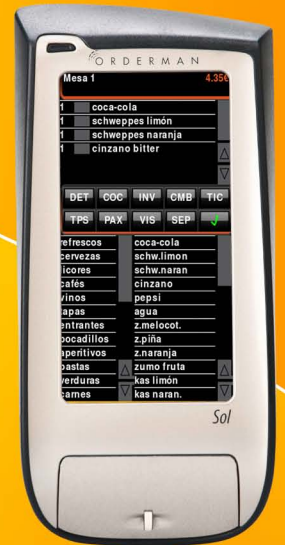 ORDERMAN
Mesa 1 4.35€
1 coca-cola
1 schweppes limón
1 schweppes naranja
1 cinzano bitter
DET COC INV CMB TIC
TPS PAX VIS SEP
refrescos coca-cola
cervezas schw.limon
licores schw.naran
cafés cinzano
vinos pepsi
tapas agua
entrantes z.melocot.
bocadillos z.piña
aperitivos z.naranja
pastas zumo fruta
verduras kas limón
carnes kas naran.
Sol